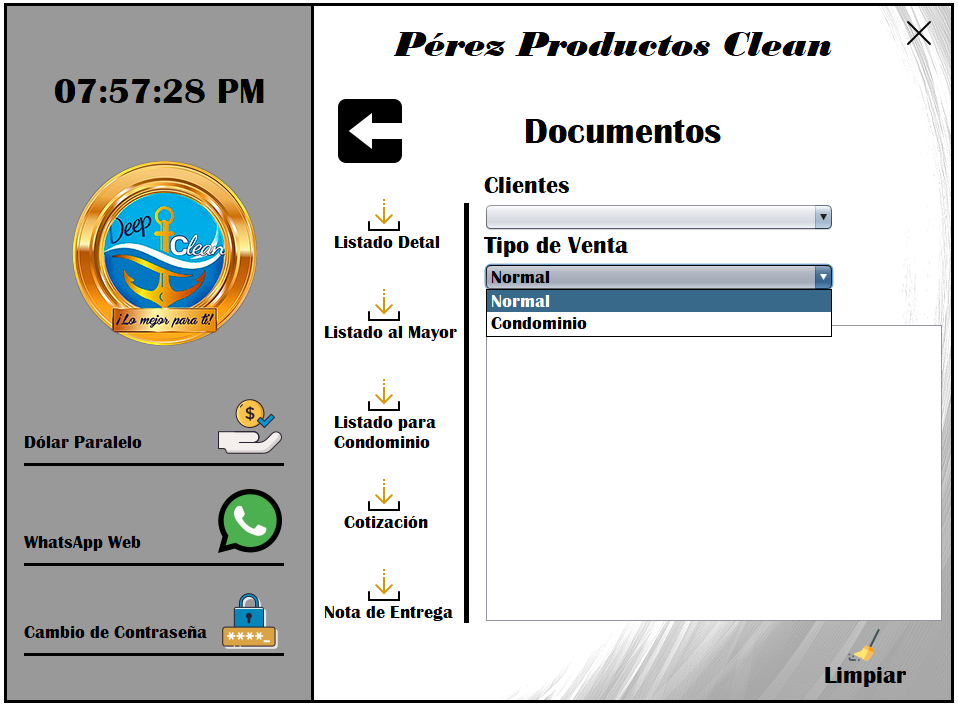 07:57:28 PM
Deep
Clean
¡Lo mejor para ti!
Dólar Paralelo
$
WhatsApp Web
Cambio de Contraseña
****_
Pérez Productos Clean
Documentos
Listado Detal
Listado al Mayor
Listado para
Condominio
Cotización
Nota de Entrega
Clientes
Tipo de Venta
Normal
Normal
Condominio
Limpiar